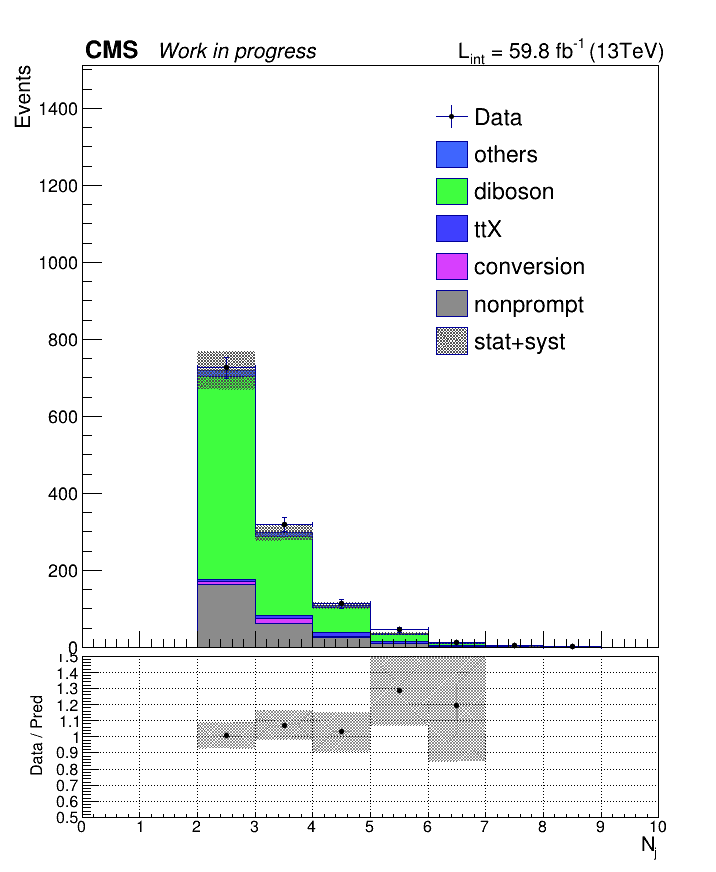 CMS Work in progress L_int = 59.8 fb^-1 (13TeV)
Events
1400
1200
1000
800
600
400
200
0
Data
others
diboson
ttX
conversion
nonprompt
stat+syst
Data / Pred
1.5
1.4
1.3
1.2
1.1
1
0.9
0.8
0.7
0.6
0.5
0 1 2 3 4 5 6 7 8 9 10
N_j